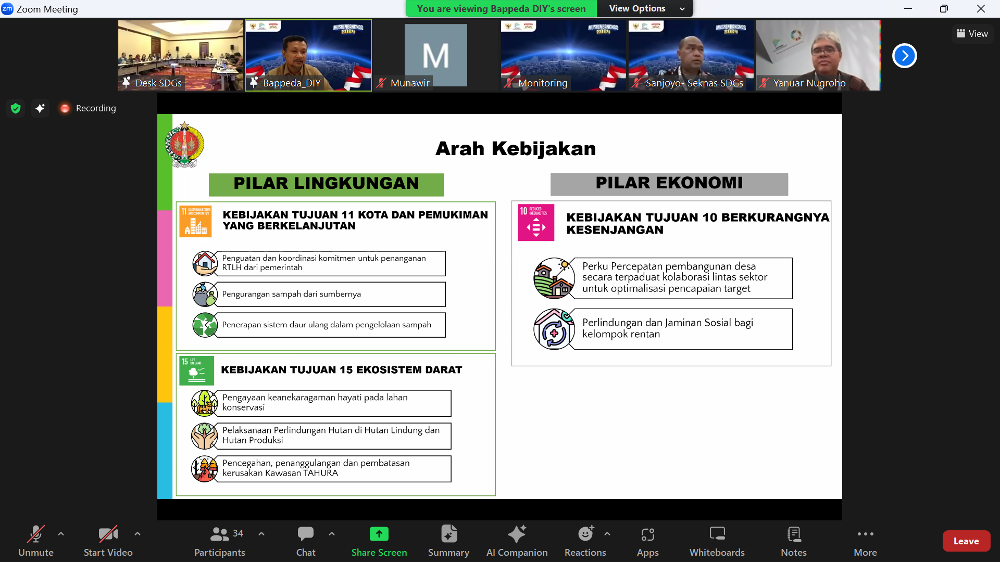 zm Zoom Meeting
You are viewing Bappeda DIY's screen
View Options
MUSRENBANGNAS
2024
MUSRENBANGNAS
2024
MUSRENBANGNAS
2024
M
View
Desk SDGs
Bappeda_DIY
Munawir
Monitoring
Sanjoyo- Seknas SDGs
Yanuar Nugroho
Recording
Arah Kebijakan
PILAR LINGKUNGAN
11 SUSTAINABLE CITIES
AND COMMUNITIES
KEBIJAKAN TUJUAN 11 KOTA DAN PEMUKIMAN
YANG BERKELANJUTAN
Penguatan dan koordinasi komitmen untuk penanganan
RTLH dari pemerintah
Pengurangan sampah dari sumbernya
Penerapan sistem daur ulang dalam pengelolaan sampah
15 LIFE
ON LAND
KEBIJAKAN TUJUAN 15 EKOSISTEM DARAT
Pengayaan keanekaragaman hayati pada lahan
konservasi
Pelaksanaan Perlindungan Hutan di Hutan Lindung dan
Hutan Produksi
Pencegahan, penanggulangan dan pembatasan
kerusakan Kawasan TAHURA
PILAR EKONOMI
10 REDUCED
INEQUALITIES
KEBIJAKAN TUJUAN 10 BERKURANGNYA
KESENJANGAN
Perku Percepatan pembangunan desa
secara terpaduat kolaborasi lintas sektor
untuk optimalisasi pencapaian target
Perlindungan dan Jaminan Sosial bagi
kelompok rentan
Unmute
Start Video
34
Participants
Chat
Share Screen
Summary
AI Companion
Reactions
Apps
Whiteboards
Notes
More
Leave